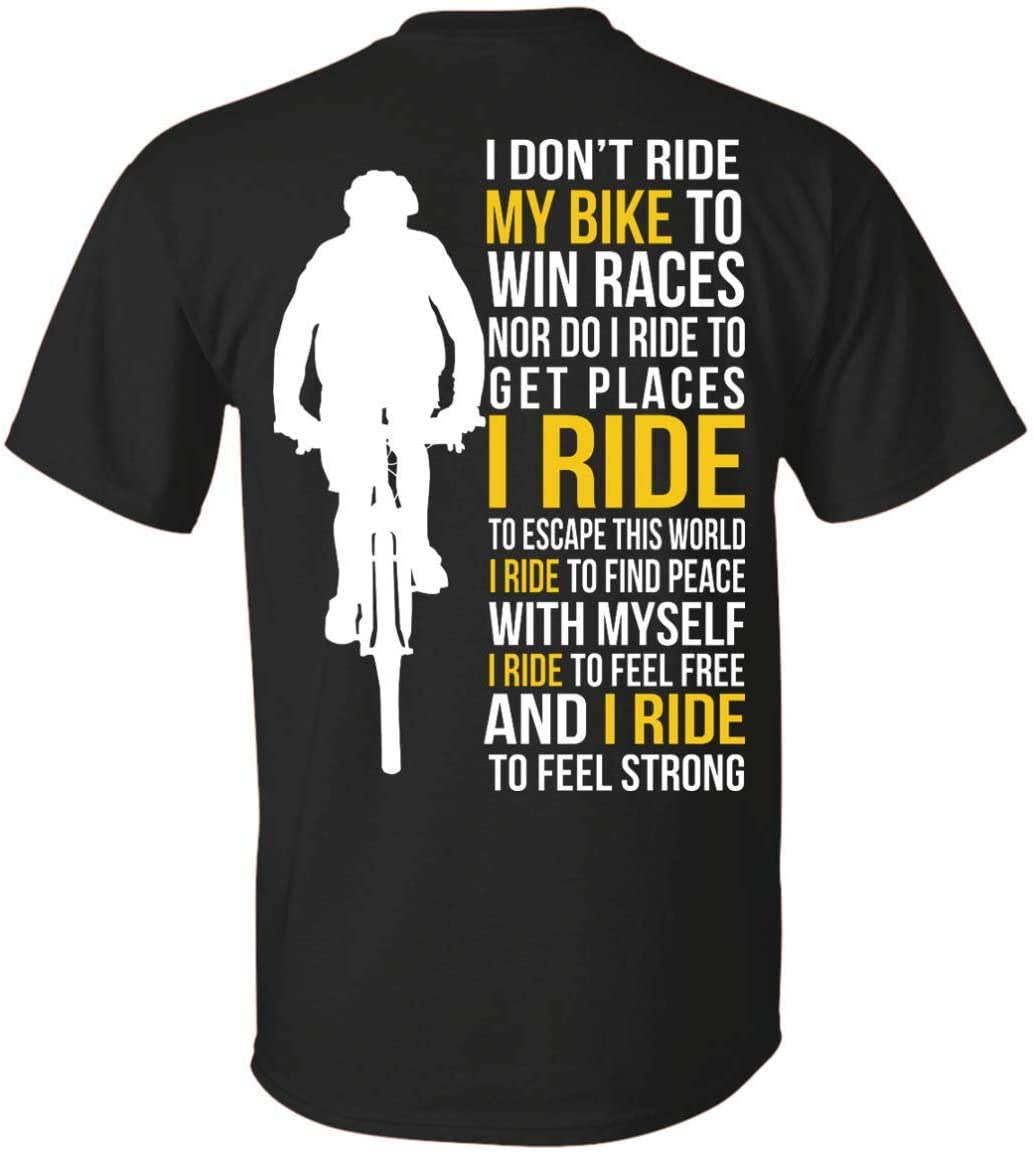 I DON'T RIDE
MY BIKE TO
WIN RACES
NOR DO I RIDE TO
GET PLACES
I RIDE
TO ESCAPE THIS WORLD
I RIDE TO FIND PEACE
WITH MYSELF
I RIDE TO FEEL FREE
AND I RIDE
TO FEEL STRONG